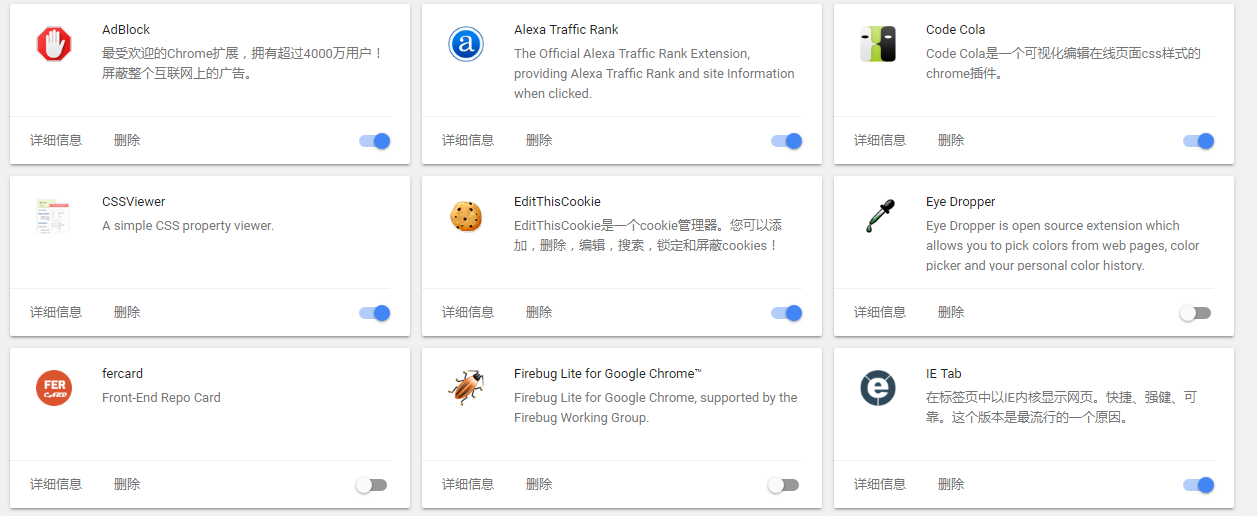 AdBlock
最受欢迎的Chrome扩展，拥有超过4000万用户！
屏蔽整个互联网上的广告。
详细信息
删除
Alexa Traffic Rank
The Official Alexa Traffic Rank Extension,
providing Alexa Traffic Rank and site Information
when clicked.
详细信息
删除
Code Cola
Code Cola是一个可视化编辑在线页面css样式的
chrome插件。
详细信息
删除
CSSViewer
A simple CSS property viewer.
详细信息
删除
EditThisCookie
EditThisCookie是一个cookie管理器。您可以添
加，删除，编辑，搜索，锁定和屏蔽cookies！
详细信息
删除
Eye Dropper
Eye Dropper is open source extension which
allows you to pick colors from web pages, color
picker and your personal color history.
详细信息
删除
FER
CARD
fercard
Front-End Repo Card
详细信息
删除
Firebug Lite for Google Chrome™
Firebug Lite for Google Chrome, supported by the
Firebug Working Group.
详细信息
删除
IE Tab
在标签页中以IE内核显示网页。快捷、强健、可
靠。这个版本是最流行的一个原因。
详细信息
删除